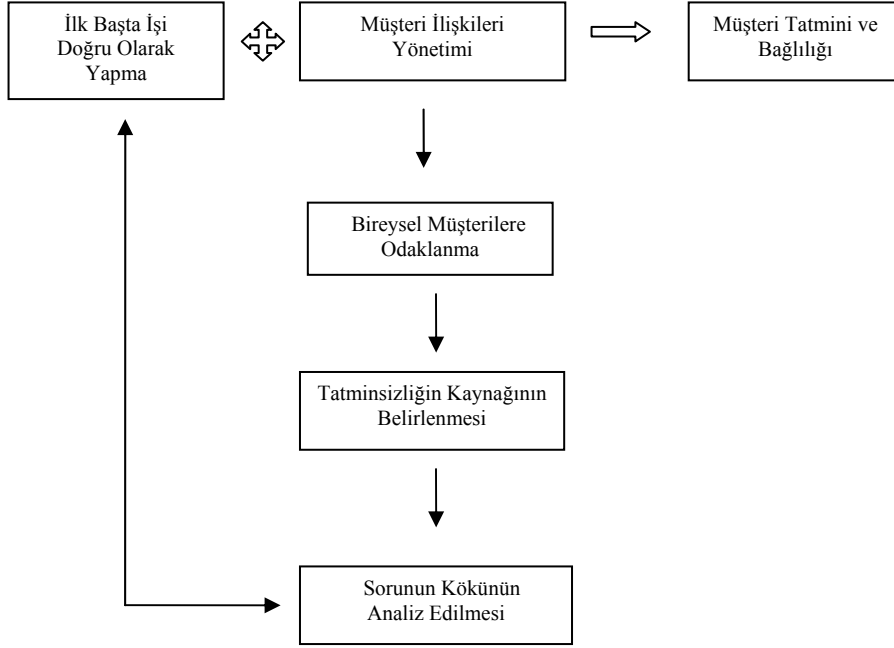 İlk Başta İşi
Doğru Olarak
Yapma
Müşteri İlişkileri
Yönetimi
Müşteri Tatmini ve
Bağlılığı
Bireysel Müşterilere
Odaklanma
Tatminsizliğin Kaynağının
Belirlenmesi
Sorunun Kökünün
Analiz Edilmesi